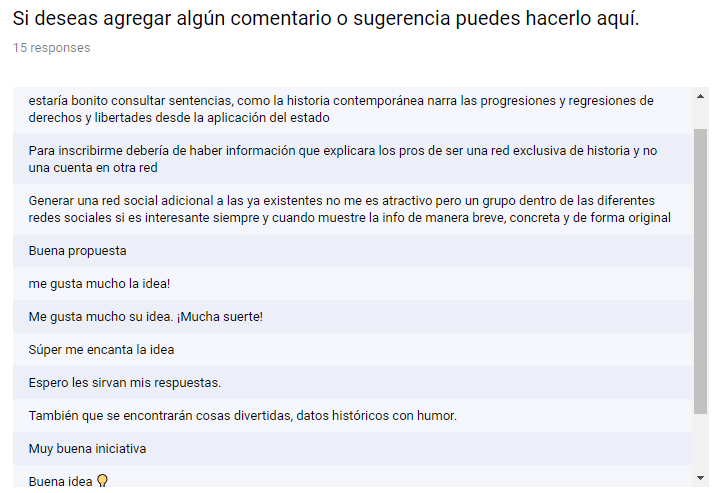 Si deseas agregar algún comentario o sugerencia puedes hacerlo aquí.
15 responses
estaría bonito consultar sentencias, como la historia contemporánea narra las progresiones y regresiones de
derechos y libertades desde la aplicación del estado
Para inscribirme debería de haber información que explicara los pros de ser una red exclusiva de historia y no
una cuenta en otra red
Generar una red social adicional a las ya existentes no me es atractivo pero un grupo dentro de las diferentes
redes sociales si es interesante siempre y cuando muestre la info de manera breve, concreta y de forma original
Buena propuesta
me gusta mucho la idea!
Me gusta mucho su idea. ¡Mucha suerte!
Súper me encanta la idea
Espero les sirvan mis respuestas.
También que se encontrarán cosas divertidas, datos históricos con humor.
Muy buena iniciativa
Buena idea 💡